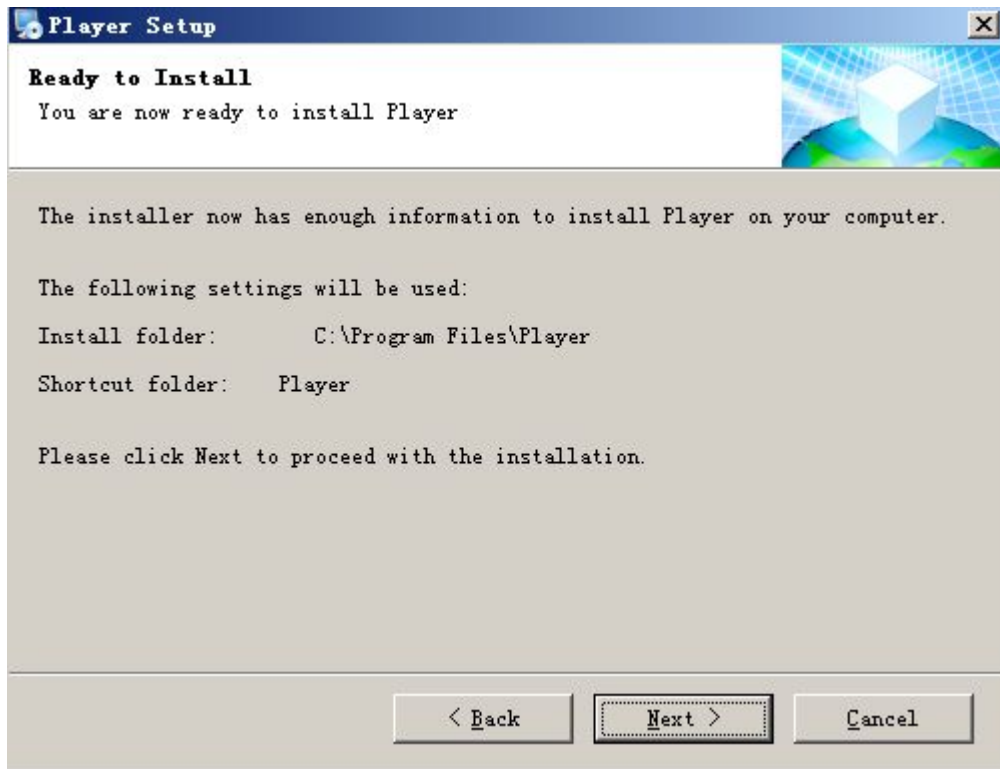 Player Setup
Ready to Install
You are now ready to install Player
The installer now has enough information to install Player on your computer.
The following settings will be used:
Install folder: C:\Program Files\Player
Shortcut folder: Player
Please click Next to proceed with the installation.
< Back Next > Cancel